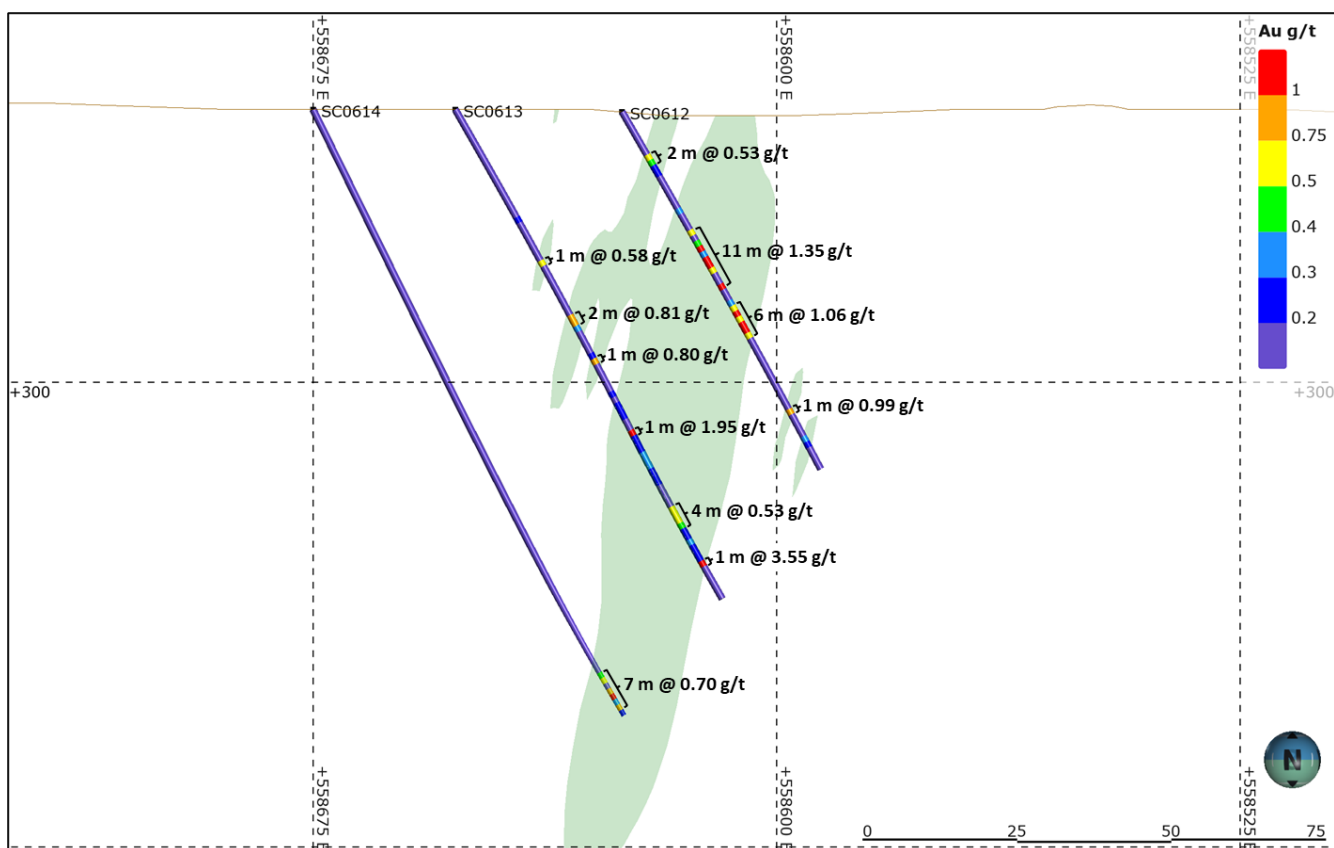 +558675 E
+558600 E
+558525 E
Au g/t
1
0.75
0.5
0.4
0.3
0.2
SC0614
SC0613
SC0612
2 m @ 0.53 g/t
11 m @ 1.35 g/t
1 m @ 0.58 g/t
2 m @ 0.81 g/t
6 m @ 1.06 g/t
1 m @ 0.80 g/t
+300
+300
1 m @ 0.99 g/t
1 m @ 1.95 g/t
4 m @ 0.53 g/t
1 m @ 3.55 g/t
7 m @ 0.70 g/t
N
+558675 E
+558600 E
+558525 E
0
25
50
75